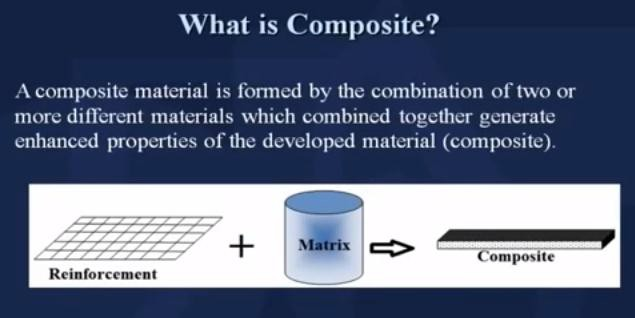 What is Composite?
A composite material is formed by the combination of two or
more different materials which combined together generate
enhanced properties of the developed material (composite).
Reinforcement
+
Matrix
Composite